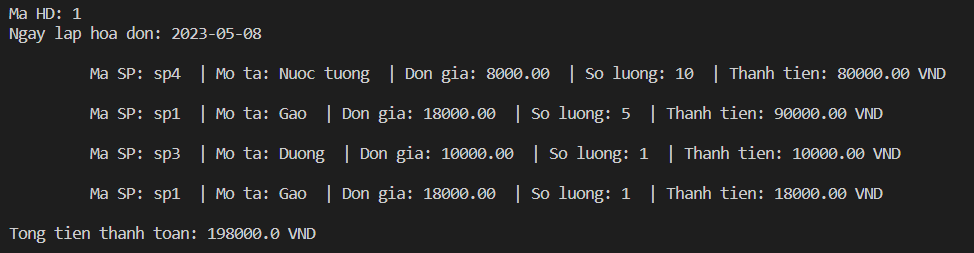 Ma HD: 1
Ngay lap hoa don: 2023-05-08
Ma SP: sp4 | Mo ta: Nuoc tuong | Don gia: 8000.00 | So luong: 10 | Thanh tien: 80000.00 VND
Ma SP: sp1 | Mo ta: Gao | Don gia: 18000.00 | So luong: 5 | Thanh tien: 90000.00 VND
Ma SP: sp3 | Mo ta: Duong | Don gia: 10000.00 | So luong: 1 | Thanh tien: 10000.00 VND
Ma SP: sp1 | Mo ta: Gao | Don gia: 18000.00 | So luong: 1 | Thanh tien: 18000.00 VND
Tong tien thanh toan: 198000.0 VND